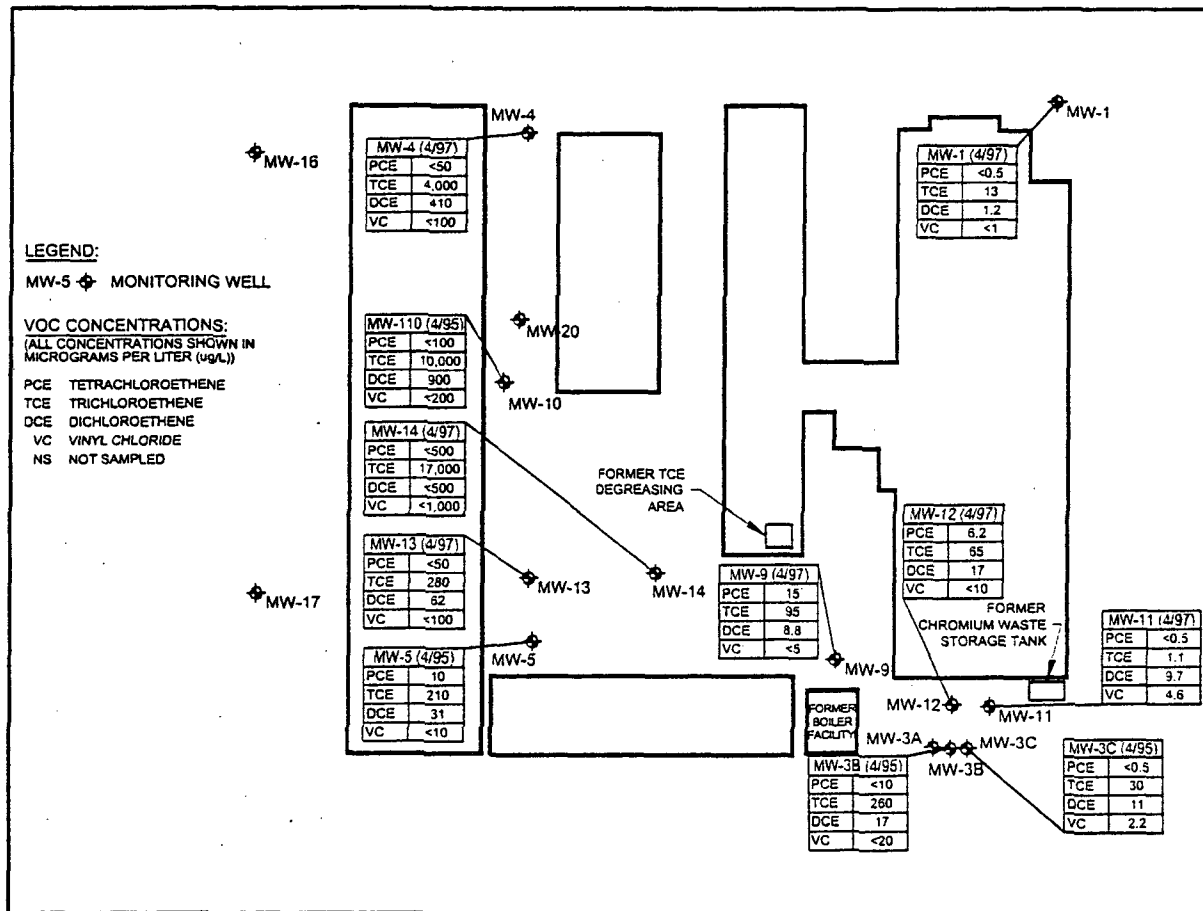 MW-4
MW-1
MW-16
MW-4 (4/97)
PCE <50
TCE 4,000
DCE 410
VC <100
MW-1 (4/97)
PCE <0.5
TCE 13
DCE 1.2
VC <1
LEGEND:
MW-5 MONITORING WELL
VOC CONCENTRATIONS:
(ALL CONCENTRATIONS SHOWN IN
MICROGRAMS PER LITER (ug/L))
PCE TETRACHLOROETHENE
TCE TRICHLOROETHENE
DCE DICHLOROETHENE
VC VINYL CHLORIDE
NS NOT SAMPLED
MW-20
MW-110 (4/95)
PCE <100
TCE 10,000
DCE 900
VC <200
MW-10
MW-14 (4/97)
PCE <500
TCE 17,000
DCE <500
VC <1,000
FORMER TCE
DEGREASING
AREA
MW-13 (4/97)
PCE <50
TCE 280
DCE 62
VC <100
MW-13
MW-14
MW-17
MW-9 (4/97)
PCE 15
TCE 95
DCE 8.8
VC <5
MW-12 (4/97)
PCE 6.2
TCE 65
DCE 17
VC <10
FORMER
CHROMIUM WASTE
STORAGE TANK
MW-11 (4/97)
PCE <0.5
TCE 1.1
DCE 9.7
VC 4.6
MW-5
MW-5 (4/95)
PCE 10
TCE 210
DCE 31
VC <10
MW-9
FORMER
BOILER
FACILITY
MW-12
MW-11
MW-3A
MW-3B
MW-3C
MW-3B (4/95)
PCE <10
TCE 260
DCE 17
VC <20
MW-3C (4/95)
PCE <0.5
TCE 30
DCE 11
VC 2.2